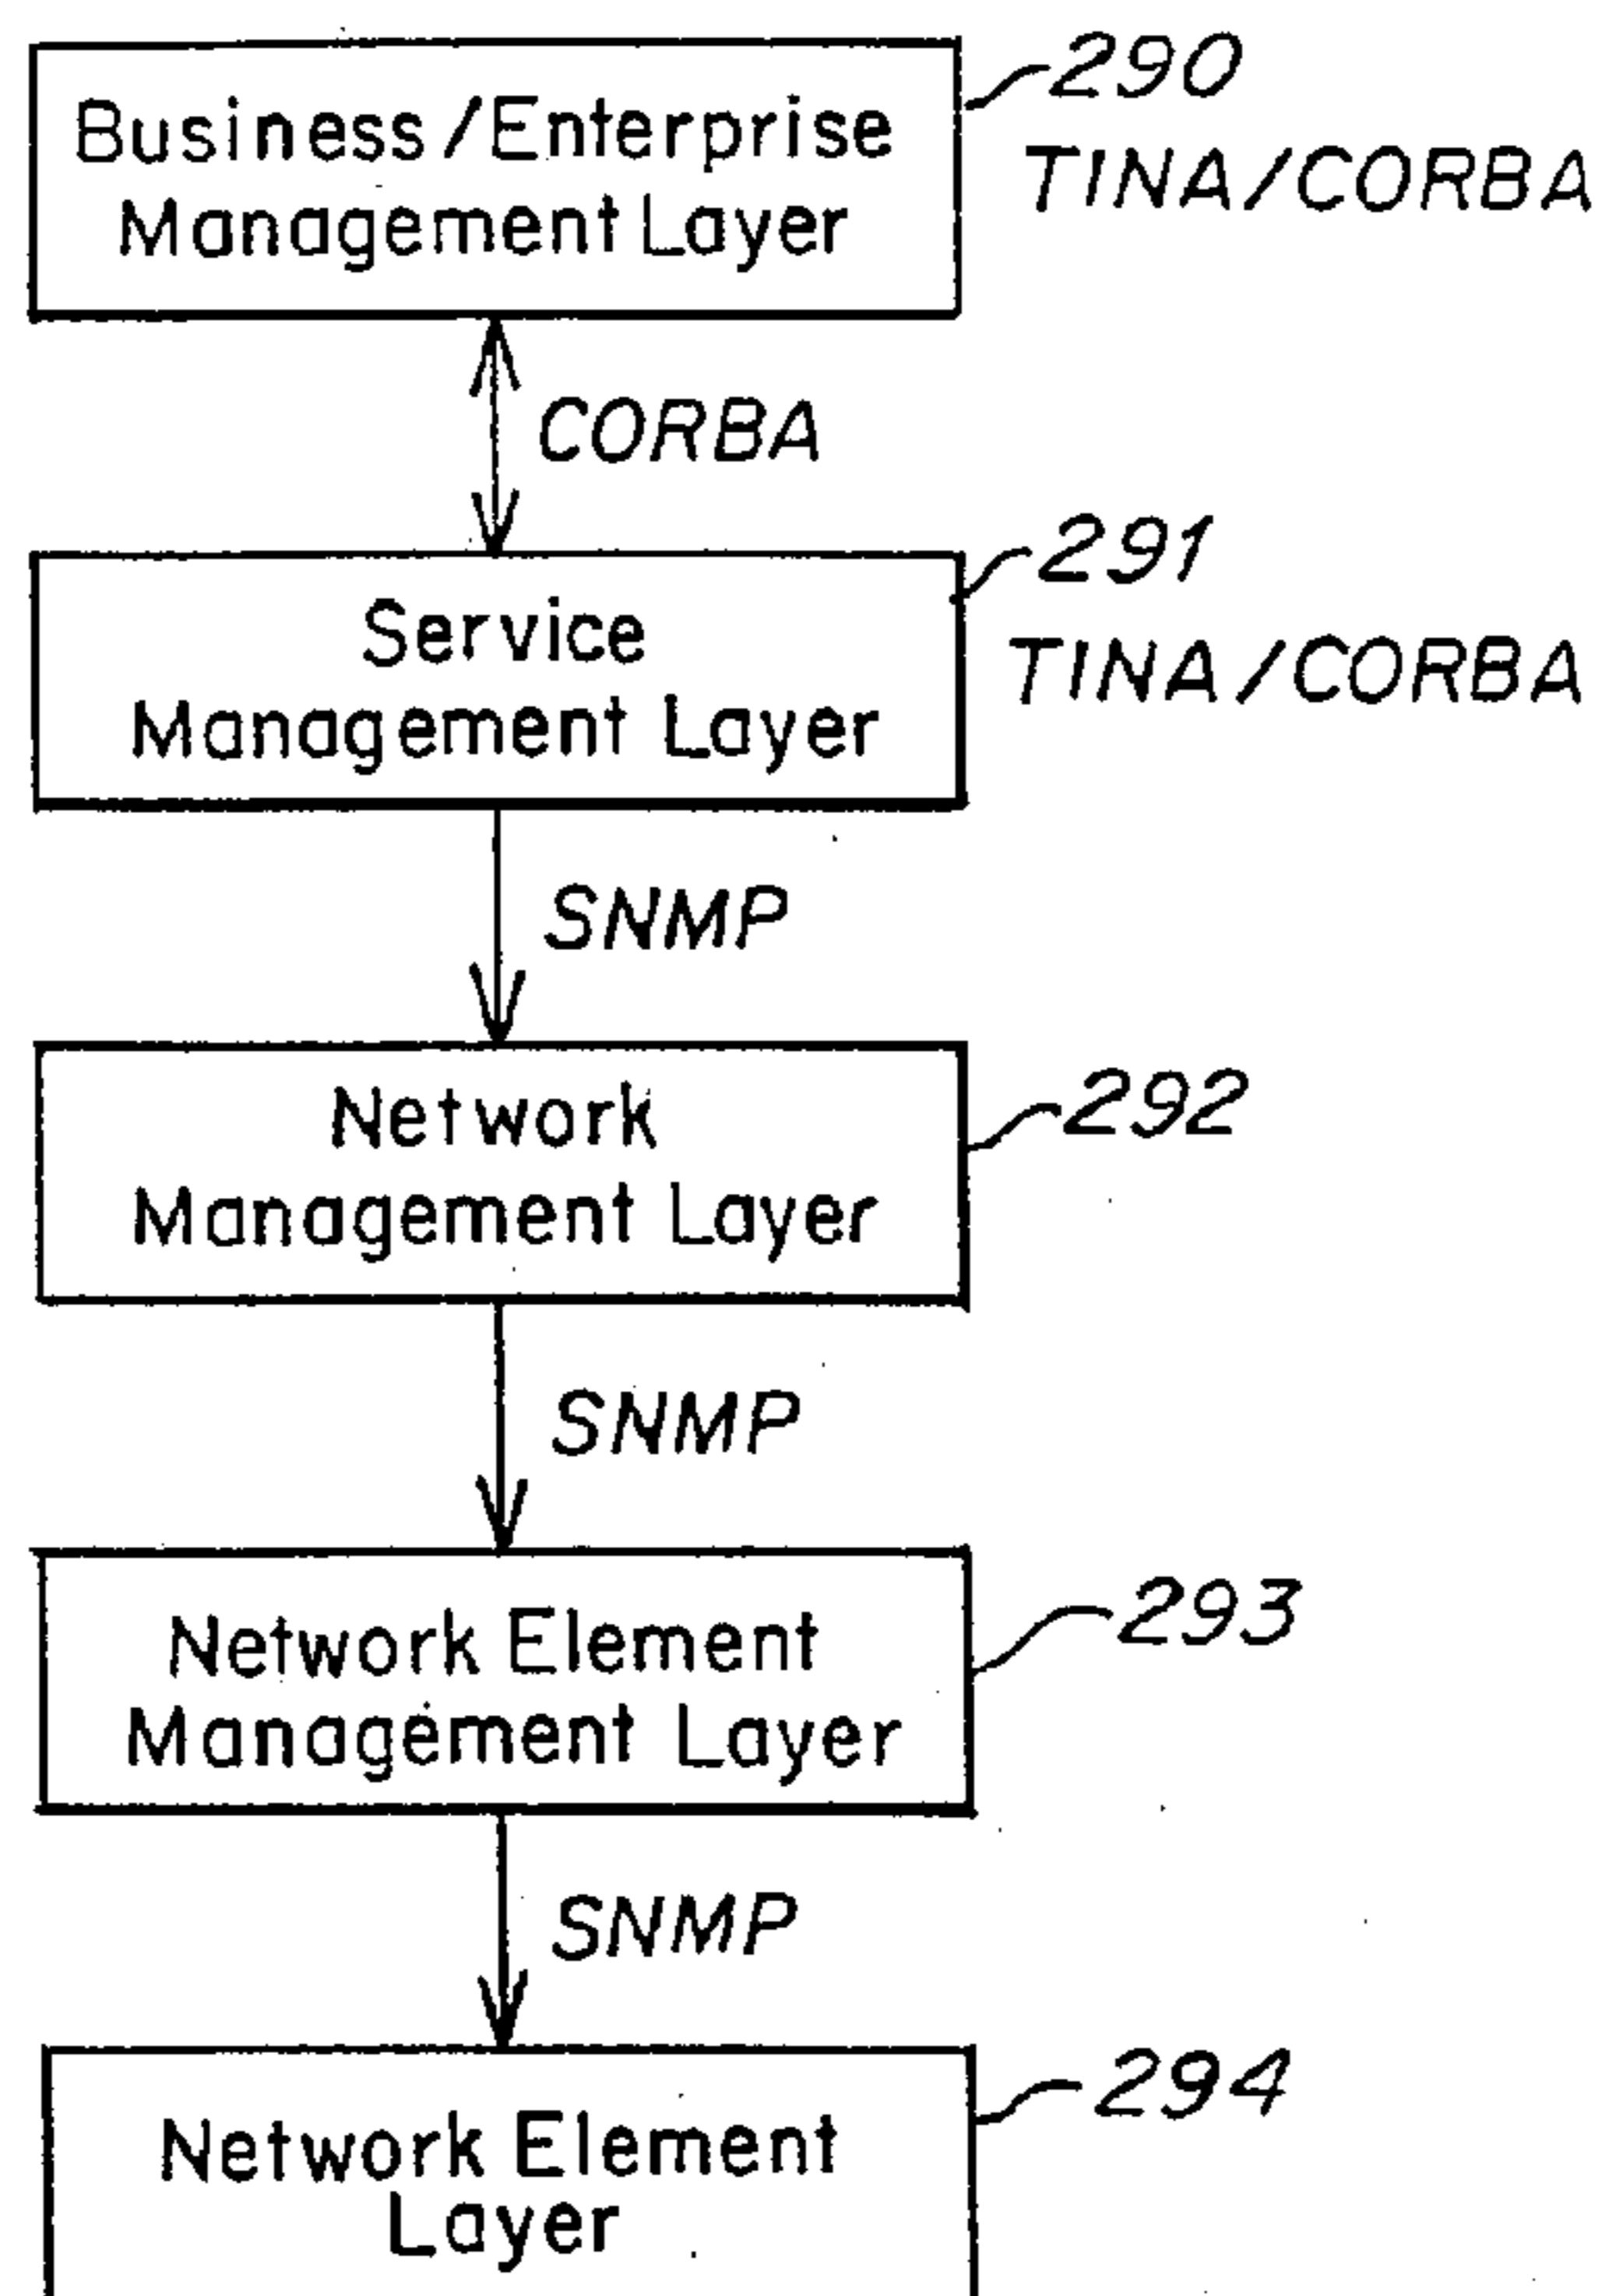 Business/Enterprise
Management Layer
290
TINA/CORBA
CORBA
Service
Management Layer
291
TINA/CORBA
SNMP
Network
Management Layer
292
SNMP
Network Element
Management Layer
293
SNMP
Network Element
Layer
294